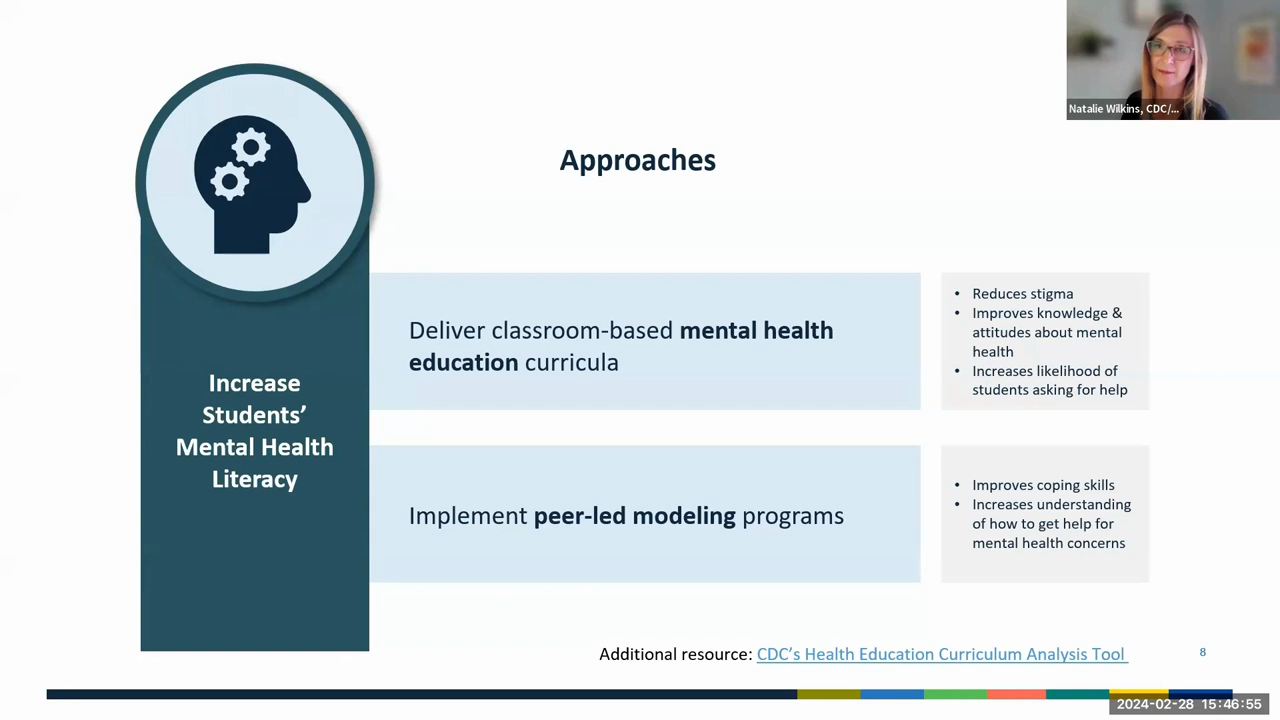 Natalie Wilkins, CDC/...
Approaches
Increase
Students’
Mental Health
Literacy
Deliver classroom-based mental health
education curricula
• Reduces stigma
• Improves knowledge &
attitudes about mental
health
• Increases likelihood of
students asking for help
Implement peer-led modeling programs
• Improves coping skills
• Increases understanding
of how to get help for
mental health concerns
Additional resource: CDC’s Health Education Curriculum Analysis Tool
8
2024-02-28 15:46:55